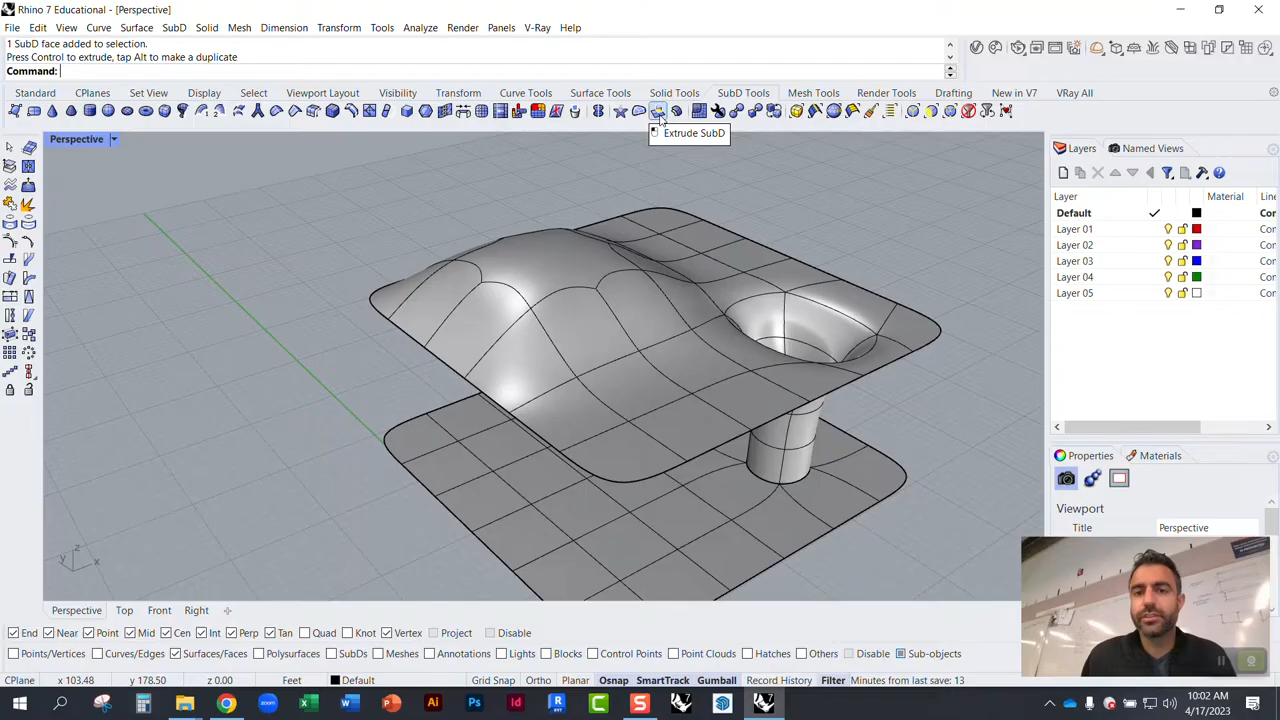 Rhino 7 Educational - [Perspective]
File Edit View Curve Surface SubD Solid Mesh Dimension Transform Tools Analyze Render Panels V-Ray Help
1 SubD face added to selection.
Press Control to extrude, tap Alt to make a duplicate
Command:
Standard CPlanes Set View Display Select Viewport Layout Visibility Transform Curve Tools Surface Tools Solid Tools SubD Tools Mesh Tools Render Tools Drafting New in V7 VRay All
Extrude SubD
Perspective
Layers Named Views
Layer Material Line
Default Cor
Layer 01 Cor
Layer 02 Cor
Layer 03 Cor
Layer 04 Cor
Layer 05 Cor
Properties Materials
Viewport
Title Perspective
z
y x
Perspective Top Front Right
End Near Point Mid Cen Int Perp Tan Quad Knot Vertex Project Disable
Points/Vertices Curves/Edges Surfaces/Faces Polysurfaces SubDs Meshes Annotations Lights Blocks Control Points Point Clouds Hatches Others Disable Sub-objects
CPlane x 103.48 y 178.50 z 0.00 Feet Default Grid Snap Ortho Planar Osnap SmartTrack Gumball Record History Filter Minutes from last save: 13
10:02 AM
4/17/2023